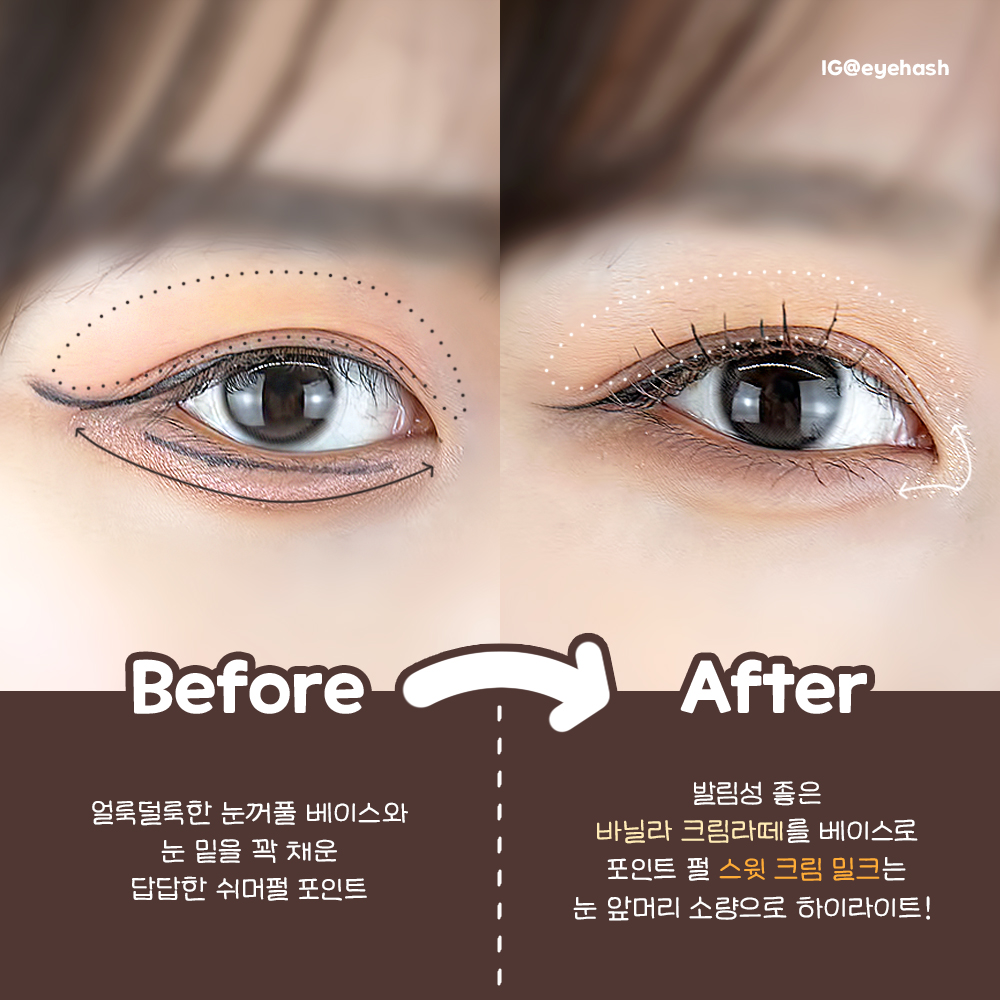 IG@eyehash
Before
After
얼룩덜룩한 눈꺼풀 베이스와
눈 밑을 꽉 채운
답답한 쉬머펄 포인트
발림성 좋은
바닐라 크림라떼를 베이스로
포인트 펄 스윗 크림 밀크는
눈 앞머리 소량으로 하이라이트!